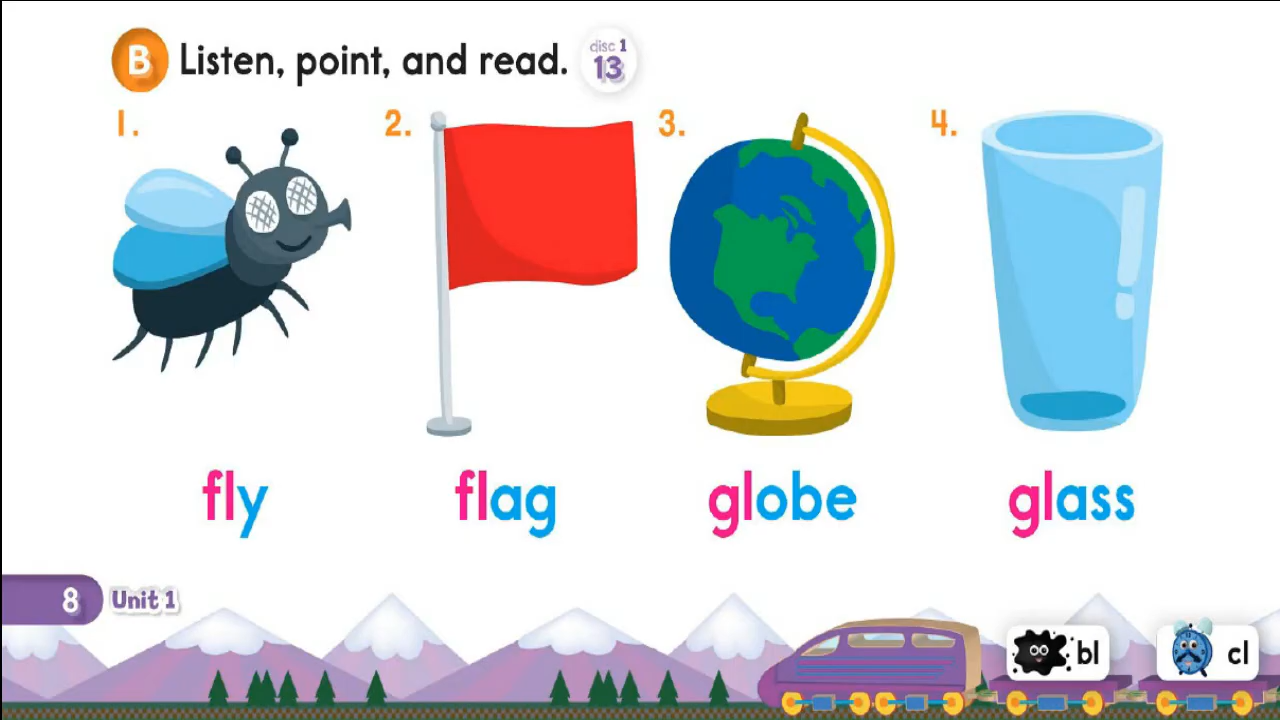 B Listen, point, and read. disc 1 13
1. 2. 3. 4.
fly flag globe glass
8 Unit 1
bl cl